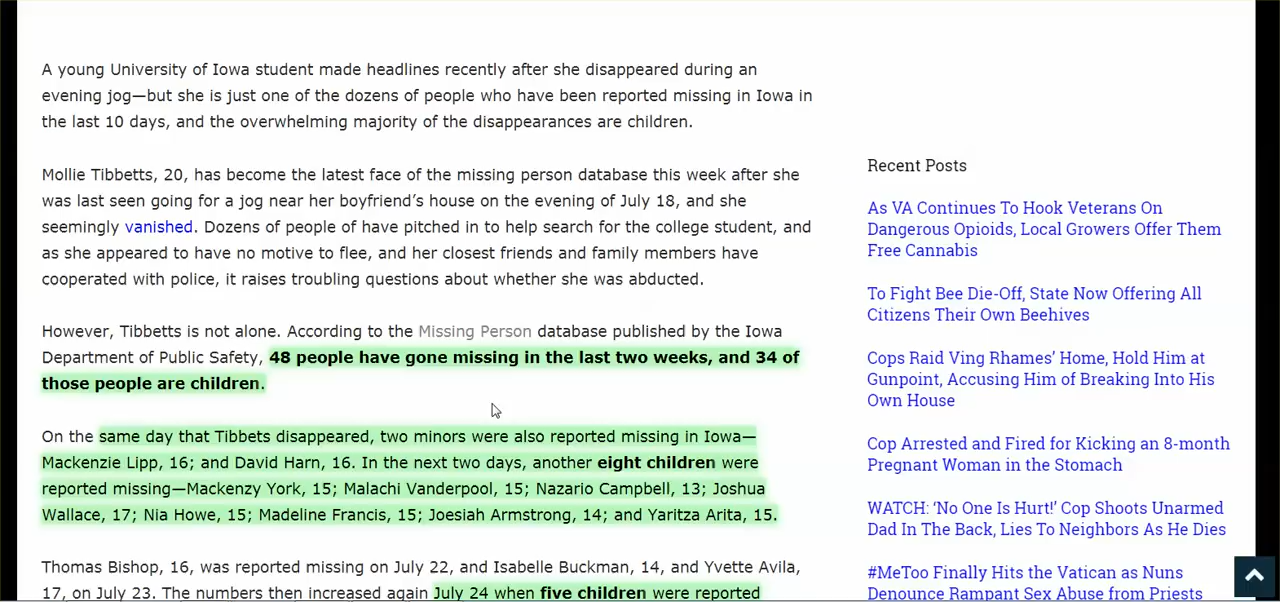 A young University of Iowa student made headlines recently after she disappeared during an
evening jog—but she is just one of the dozens of people who have been reported missing in Iowa in
the last 10 days, and the overwhelming majority of the disappearances are children.
Mollie Tibbetts, 20, has become the latest face of the missing person database this week after she
was last seen going for a jog near her boyfriend's house on the evening of July 18, and she
seemingly vanished. Dozens of people of have pitched in to help search for the college student, and
as she appeared to have no motive to flee, and her closest friends and family members have
cooperated with police, it raises troubling questions about whether she was abducted.
However, Tibbetts is not alone. According to the Missing Person database published by the Iowa
Department of Public Safety, 48 people have gone missing in the last two weeks, and 34 of
those people are children.
On the same day that Tibbets disappeared, two minors were also reported missing in Iowa—
Mackenzie Lipp, 16; and David Harn, 16. In the next two days, another eight children were
reported missing—Mackenzy York, 15; Malachi Vanderpool, 15; Nazario Campbell, 13; Joshua
Wallace, 17; Nia Howe, 15; Madeline Francis, 15; Joesiah Armstrong, 14; and Yaritza Arita, 15.
Thomas Bishop, 16, was reported missing on July 22, and Isabelle Buckman, 14, and Yvette Avila,
17, on July 23. The numbers then increased again July 24 when five children were reported
Recent Posts
As VA Continues To Hook Veterans On
Dangerous Opioids, Local Growers Offer Them
Free Cannabis
To Fight Bee Die-Off, State Now Offering All
Citizens Their Own Beehives
Cops Raid Ving Rhames' Home, Hold Him at
Gunpoint, Accusing Him of Breaking Into His
Own House
Cop Arrested and Fired for Kicking an 8-month
Pregnant Woman in the Stomach
WATCH: 'No One Is Hurt!' Cop Shoots Unarmed
Dad In The Back, Lies To Neighbors As He Dies
#MeToo Finally Hits the Vatican as Nuns
Denounce Rampant Sex Abuse from Priests